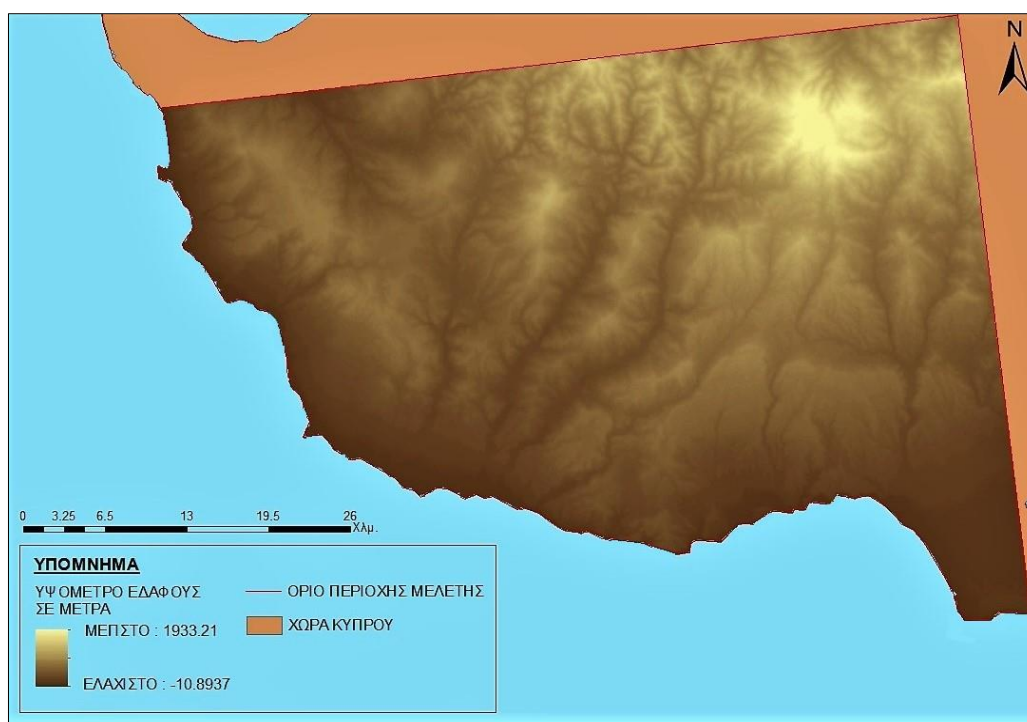 N
0 3.25 6.5 13 19.5 26
Χλμ.
ΥΠΟΜΝΗΜΑ
ΥΨΟΜΕΤΡΟ ΕΔΑΦΟΥΣ
ΣΕ ΜΕΤΡΑ
ΜΕΓΙΣΤΟ : 1933.21
ΕΛΑΧΙΣΤΟ : -10.8937
ΟΡΙΟ ΠΕΡΙΟΧΗΣ ΜΕΛΕΤΗΣ
ΧΩΡΑ ΚΥΠΡΟΥ